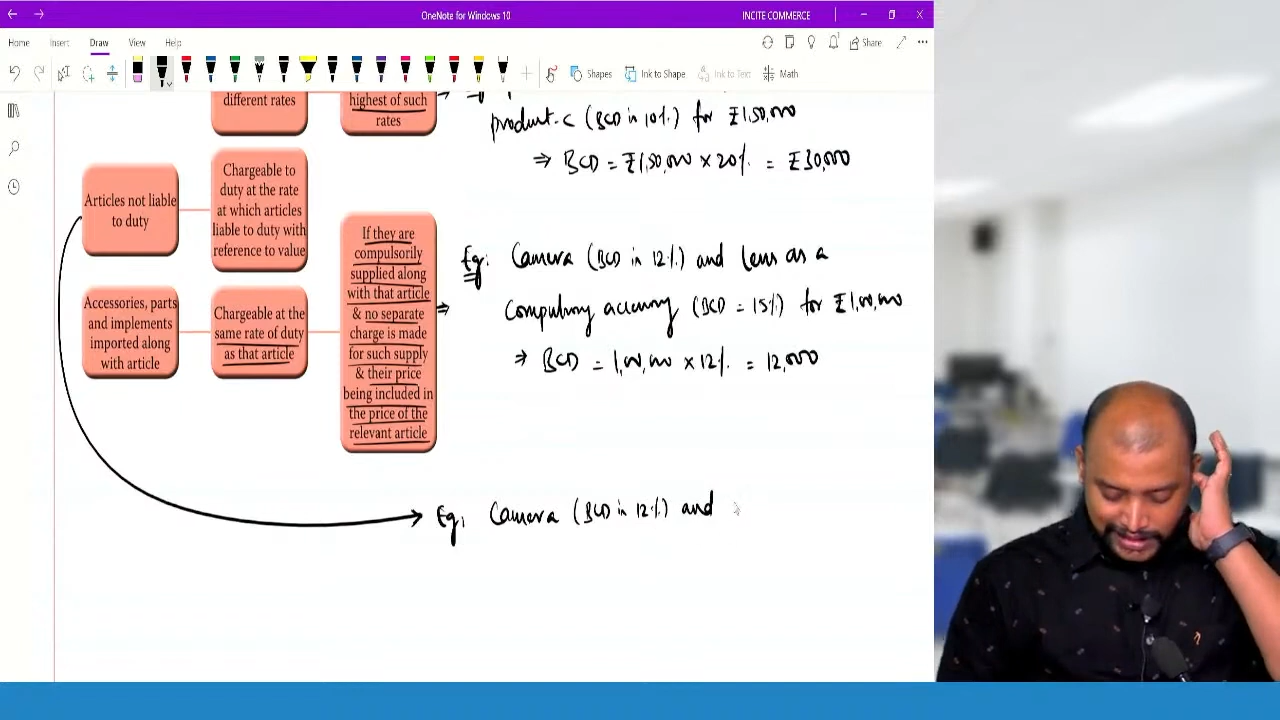 OneNote for Windows 10
INCITE COMMERCE
Home Insert Draw View Help
Share
Shapes Ink to Shape Ink to Text Math
different rates
highest of such
rates
product-C (BCD is 10%) for ₹1,50,000
⇒ BCD = ₹1,50,000 × 20% = ₹30,000
Articles not liable
to duty
Chargeable to
duty at the rate
at which articles
liable to duty with
reference to value
Accessories, parts
and implements
imported along
with article
Chargeable at the
same rate of duty
as that article
If they are
compulsorily
supplied along
with that article
& no separate
charge is made
for such supply
& their price
being included in
the price of the
relevant article
Eg: Camera (BCD is 12%) and Lens as a
compulsory accessory (BCD = 15%) for ₹1,00,000
⇒ BCD = 1,00,000 × 12% = 12,000
Eg: Camera (BCD is 12%) and